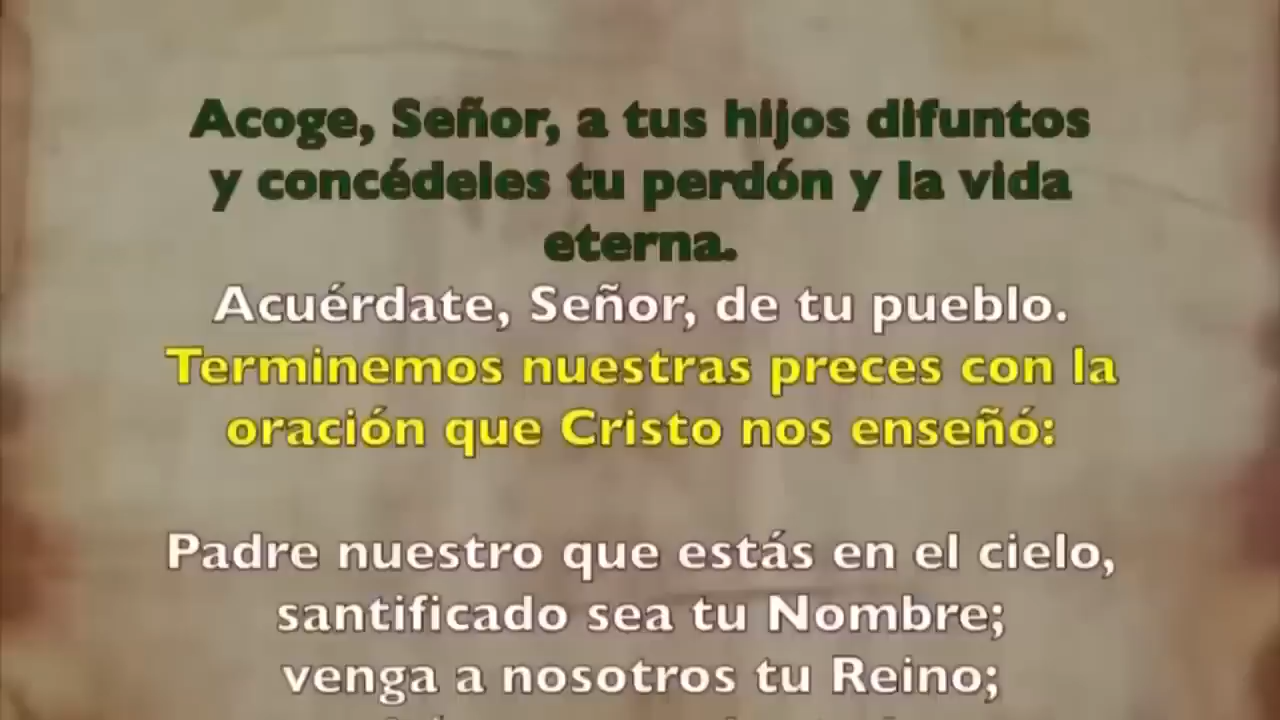 Acoge, Señor, a tus hijos difuntos
y concédeles tu perdón y la vida
eterna.
Acuérdate, Señor, de tu pueblo.
Terminemos nuestras preces con la
oración que Cristo nos enseñó:
Padre nuestro que estás en el cielo,
santificado sea tu Nombre;
venga a nosotros tu Reino;